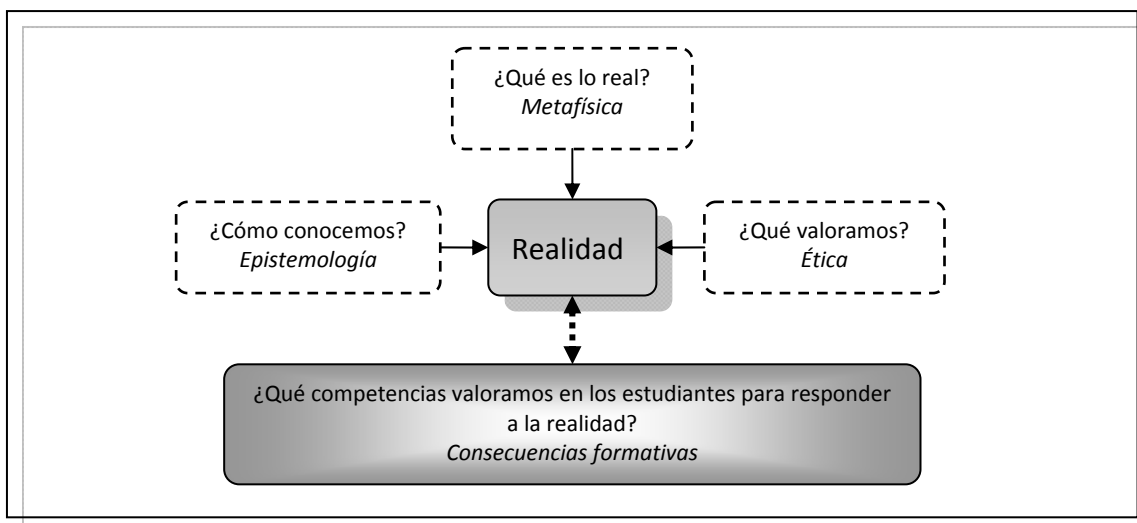 ¿Qué es lo real?
Metafísica
¿Cómo conocemos?
Epistemología
Realidad
¿Qué valoramos?
Ética
¿Qué competencias valoramos en los estudiantes para responder
a la realidad?
Consecuencias formativas